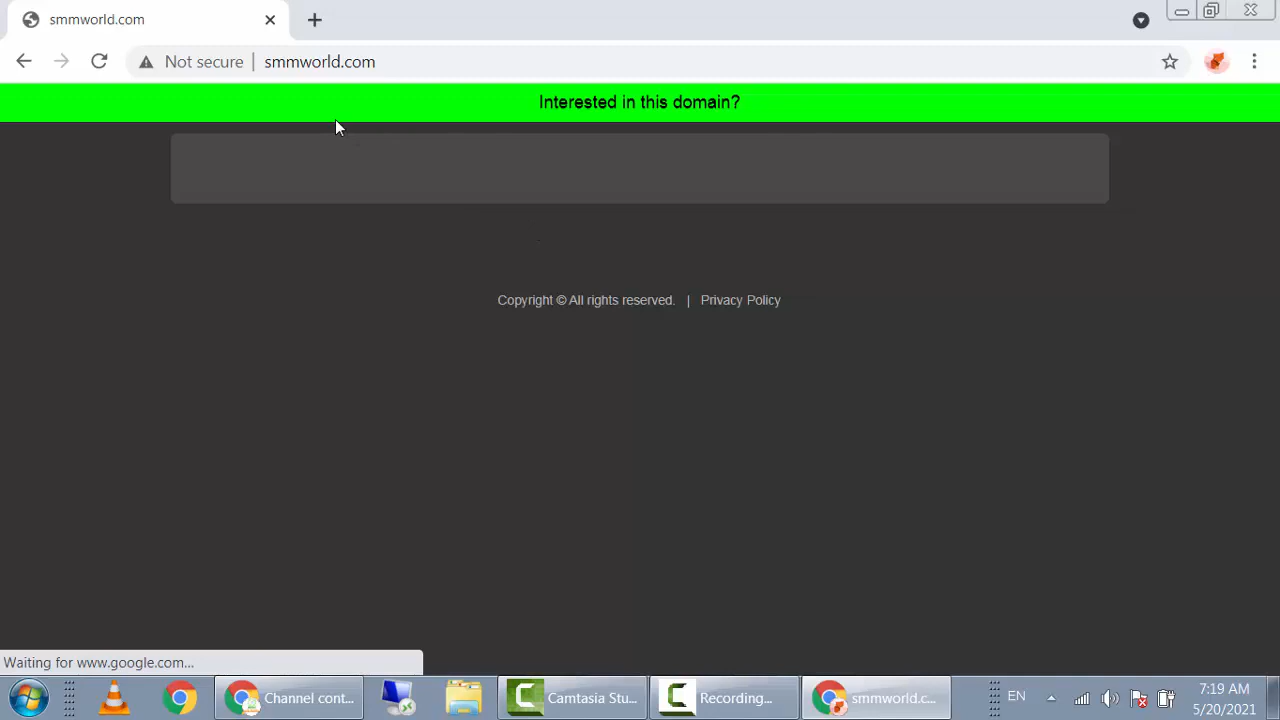 smmworld.com
Not secure
smmworld.com
Interested in this domain?
Copyright © All rights reserved. | Privacy Policy
Waiting for www.google.com...
Channel cont...
Camtasia Stu...
Recording...
smmworld.c...
EN
7:19 AM
5/20/2021